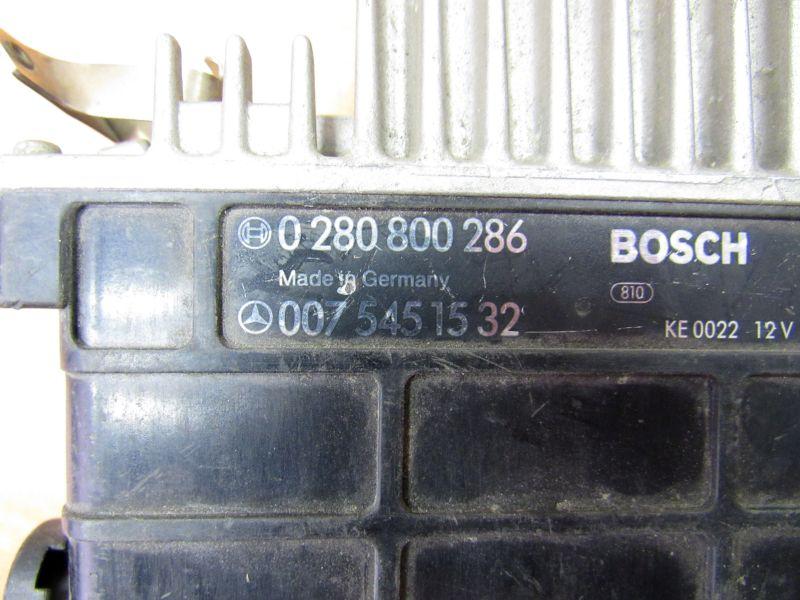 0 280 800 286
BOSCH
Made in Germany
810
007 545 15 32
KE 0022 12 V